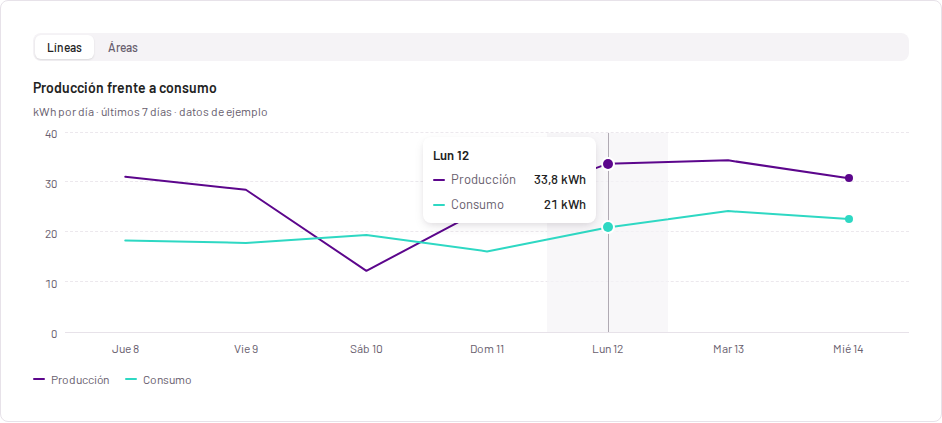 Líneas Áreas
Producción frente a consumo
kWh por día · últimos 7 días · datos de ejemplo
40
30
20
10
0
Lun 12
Producción 33,8 kWh
Consumo 21 kWh
Jue 8 Vie 9 Sáb 10 Dom 11 Lun 12 Mar 13 Mié 14
Producción Consumo